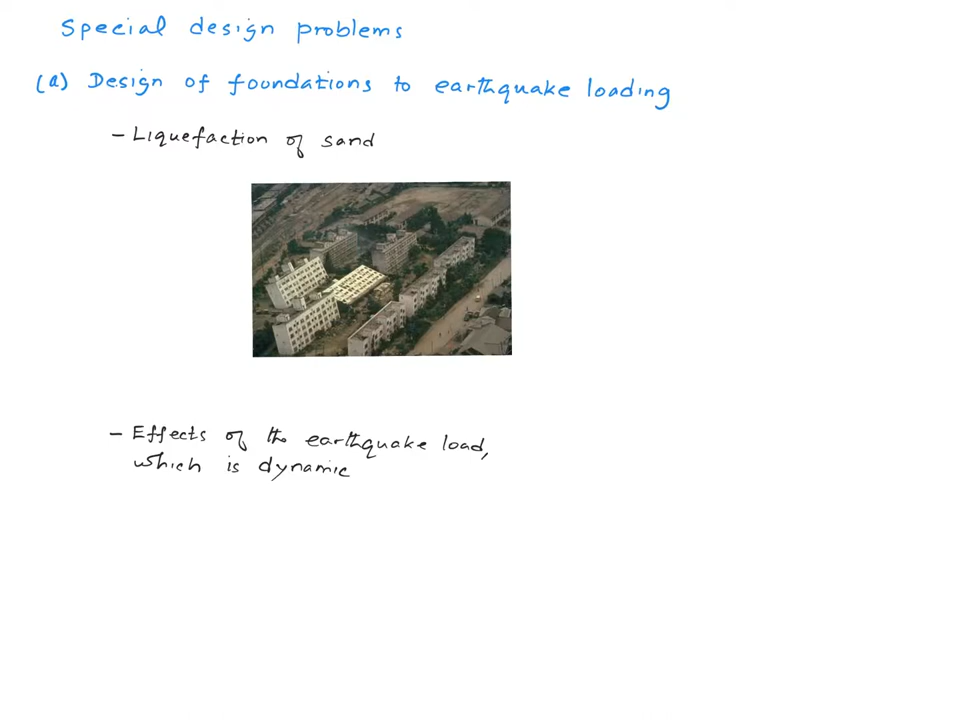 Special design problems
(a) Design of foundations to earthquake loading
- Liquefaction of sand
- Effects of the earthquake load,
which is dynamic